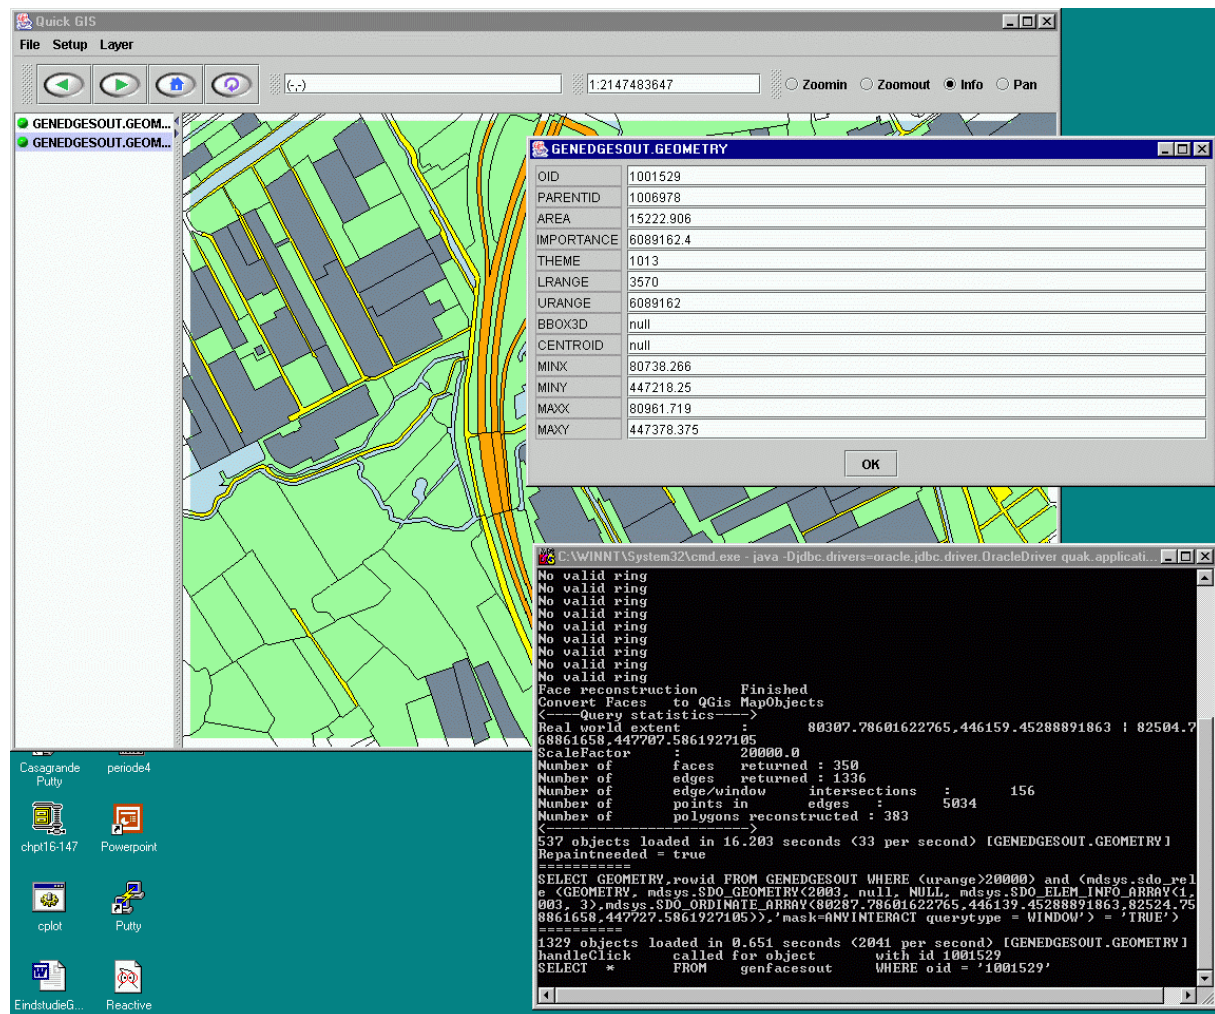 Quick GIS
File Setup Layer
(-,-)
1:2147483647
Zoomin Zoomout Info Pan
GENEDGESOUT.GEOM...
GENEDGESOUT.GEOM...
GENEDGESOUT.GEOMETRY
OID 1001529
PARENTID 1006978
AREA 15222.906
IMPORTANCE 6089162.4
THEME 1013
LRANGE 3570
URANGE 6089162
BBOX3D null
CENTROID null
MINX 80738.266
MINY 447218.25
MAXX 80961.719
MAXY 447378.375
OK
C:\WINNT\System32\cmd.exe - java -Djdbc.drivers=oracle.jdbc.driver.OracleDriver quak.applicati...
No valid ring
No valid ring
No valid ring
No valid ring
No valid ring
No valid ring
No valid ring
No valid ring
No valid ring
Face reconstruction Finished
Convert Faces to QGis MapObjects
<----Query statistics---->
Real world extent : 80307.78601622765,446159.45288891863 | 82504.7
68861658,447707.5861927105
ScaleFactor : 20000.0
Number of faces returned : 350
Number of edges returned : 1336
Number of edge/window intersections : 156
Number of points in edges : 5034
Number of polygons reconstructed : 383
<------------------------>
537 objects loaded in 16.203 seconds (33 per second) [GENEDGESOUT.GEOMETRY]
Repaintneeded = true
===========
SELECT GEOMETRY,rowid FROM GENEDGESOUT WHERE (urange>20000) and (mdsys.sdo_rel
e (GEOMETRY, mdsys.SDO_GEOMETRY(2003, null, NULL, mdsys.SDO_ELEM_INFO_ARRAY(1,
003, 3),mdsys.SDO_ORDINATE_ARRAY(80287.78601622765,446139.45288891863,82524.75
8861658,447727.5861927105)),'mask=ANYINTERACT querytype = WINDOW') = 'TRUE')
==========
1329 objects loaded in 0.651 seconds (2041 per second) [GENEDGESOUT.GEOMETRY]
handleClick called for object with id 1001529
SELECT * FROM genfacesout WHERE oid = '1001529'
Casagrande Putty
periode4
chpt16-147
Powerpoint
cplot
Putty
EindstudieG...
Reactive